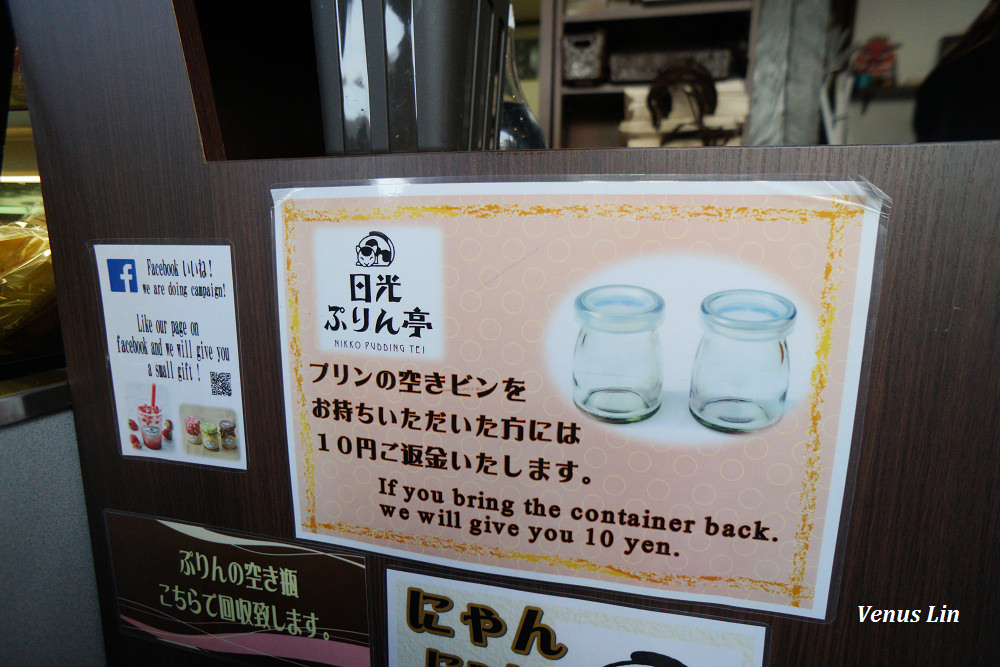 Facebook いいね!
we are doing campaign!
Like our page on
facebook and we will give you
a small gift!
日光
ぷりん亭
NIKKO PUDDING TEI
プリンの空きビンを
お持ちいただいた方には
10円ご返金いたします。
If you bring the container back.
we will give you 10 yen.
ぷりんの空き瓶
こちらで回収致します。
にゃん
Venus Lin